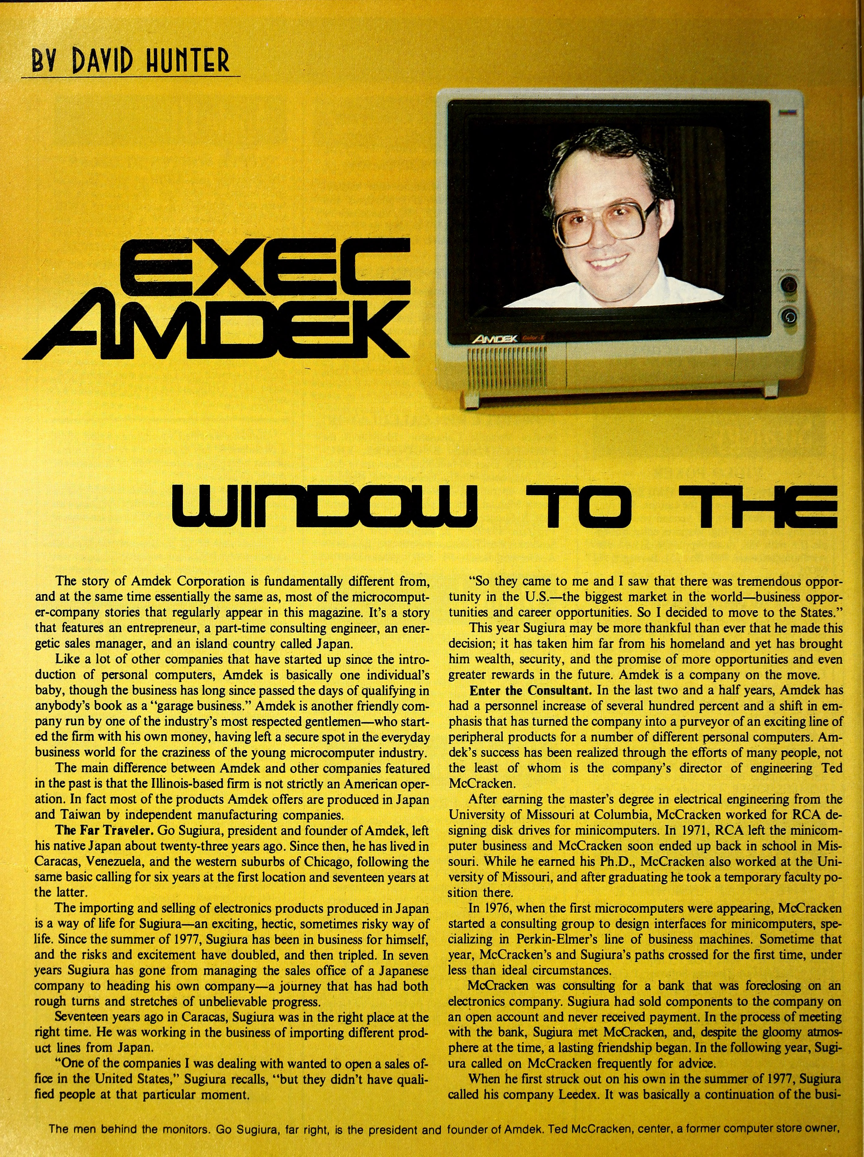 BY DAVID HUNTER
EXEC
AMDEK
AMDEK Color-I
WINDOW TO THE
The story of Amdek Corporation is fundamentally different from,
and at the same time essentially the same as, most of the microcomput-
er-company stories that regularly appear in this magazine. It's a story
that features an entrepreneur, a part-time consulting engineer, an ener-
getic sales manager, and an island country called Japan.
Like a lot of other companies that have started up since the intro-
duction of personal computers, Amdek is basically one individual's
baby, though the business has long since passed the days of qualifying in
anybody's book as a "garage business." Amdek is another friendly com-
pany run by one of the industry's most respected gentlemen—who start-
ed the firm with his own money, having left a secure spot in the everyday
business world for the craziness of the young microcomputer industry.
The main difference between Amdek and other companies featured
in the past is that the Illinois-based firm is not strictly an American oper-
ation. In fact most of the products Amdek offers are produced in Japan
and Taiwan by independent manufacturing companies.
The Far Traveler. Go Sugiura, president and founder of Amdek, left
his native Japan about twenty-three years ago. Since then, he has lived in
Caracas, Venezuela, and the western suburbs of Chicago, following the
same basic calling for six years at the first location and seventeen years at
the latter.
The importing and selling of electronics products produced in Japan
is a way of life for Sugiura—an exciting, hectic, sometimes risky way of
life. Since the summer of 1977, Sugiura has been in business for himself,
and the risks and excitement have doubled, and then tripled. In seven
years Sugiura has gone from managing the sales office of a Japanese
company to heading his own company—a journey that has had both
rough turns and stretches of unbelievable progress.
Seventeen years ago in Caracas, Sugiura was in the right place at the
right time. He was working in the business of importing different prod-
uct lines from Japan.
"One of the companies I was dealing with wanted to open a sales of-
fice in the United States," Sugiura recalls, "but they didn't have quali-
fied people at that particular moment.
"So they came to me and I saw that there was tremendous oppor-
tunity in the U.S.—the biggest market in the world—business oppor-
tunities and career opportunities. So I decided to move to the States."
This year Sugiura may be more thankful than ever that he made this
decision; it has taken him far from his homeland and yet has brought
him wealth, security, and the promise of more opportunities and even
greater rewards in the future. Amdek is a company on the move.
Enter the Consultant. In the last two and a half years, Amdek has
had a personnel increase of several hundred percent and a shift in em-
phasis that has turned the company into a purveyor of an exciting line of
peripheral products for a number of different personal computers. Am-
dek's success has been realized through the efforts of many people, not
the least of whom is the company's director of engineering Ted
McCracken.
After earning the master's degree in electrical engineering from the
University of Missouri at Columbia, McCracken worked for RCA de-
signing disk drives for minicomputers. In 1971, RCA left the minicom-
puter business and McCracken soon ended up back in school in Mis-
souri. While he earned his Ph.D., McCracken also worked at the Uni-
versity of Missouri, and after graduating he took a temporary faculty po-
sition there.
In 1976, when the first microcomputers were appearing, McCracken
started a consulting group to design interfaces for minicomputers, spe-
cializing in Perkin-Elmer's line of business machines. Sometime that
year, McCracken's and Sugiura's paths crossed for the first time, under
less than ideal circumstances.
McCracken was consulting for a bank that was foreclosing on an
electronics company. Sugiura had sold components to the company on
an open account and never received payment. In the process of meeting
with the bank, Sugiura met McCracken, and, despite the gloomy atmos-
phere at the time, a lasting friendship began. In the following year, Sugi-
ura called on McCracken frequently for advice.
When he first struck out on his own in the summer of 1977, Sugiura
called his company Leedex. It was basically a continuation of the busi-
The men behind the monitors. Go Sugiura, far right, is the president and founder of Amdek. Ted McCracken, center, a former computer store owner,